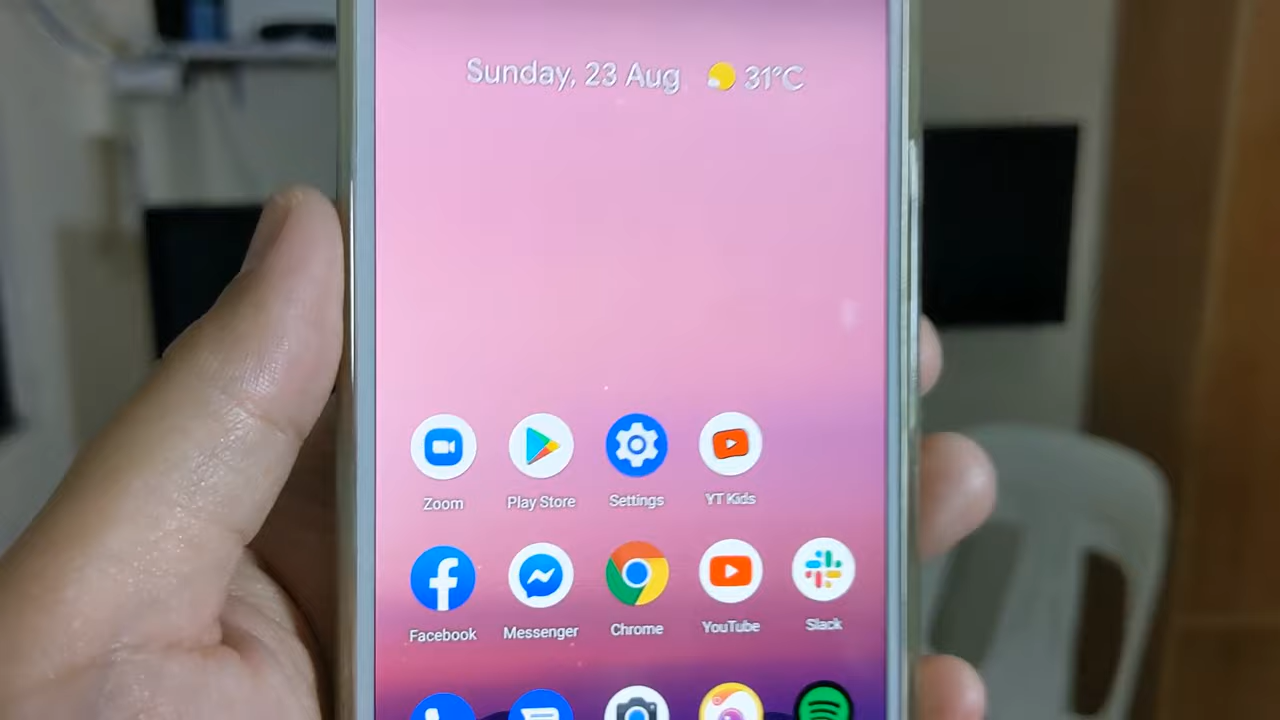 Sunday, 23 Aug 31°C
Zoom Play Store Settings YT Kids
Facebook Messenger Chrome YouTube Slack